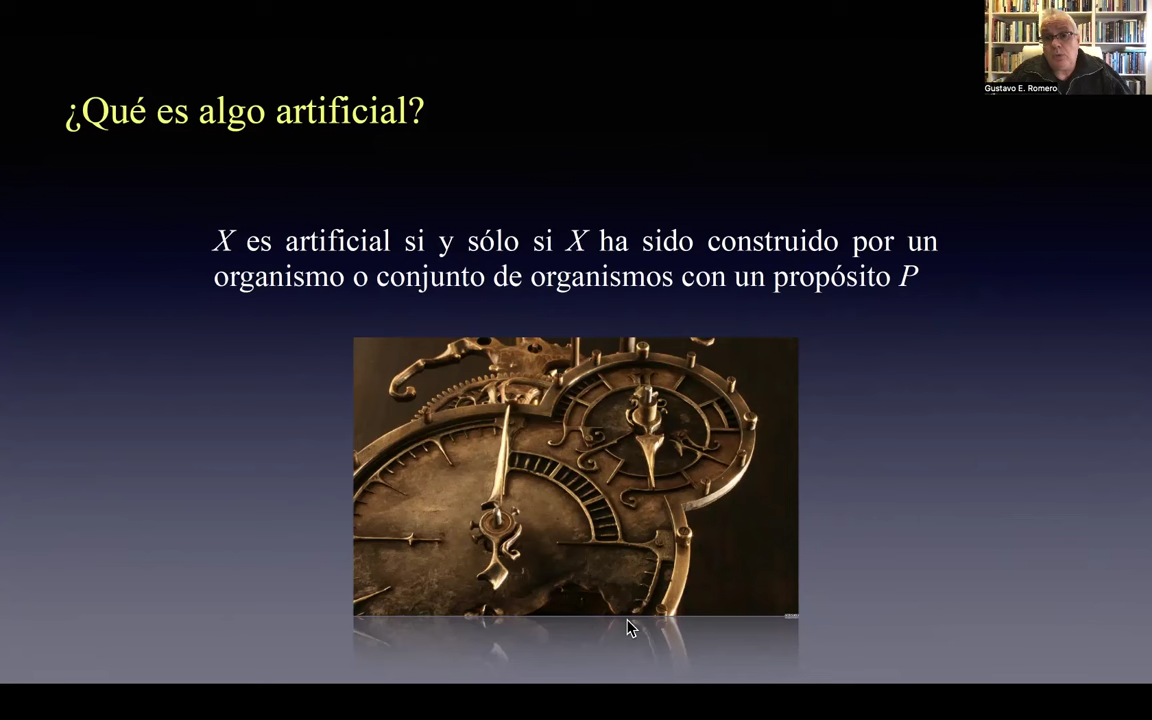 Gustavo E. Romero
¿Qué es algo artificial?
X es artificial si y sólo si X ha sido construido por un
organismo o conjunto de organismos con un propósito P